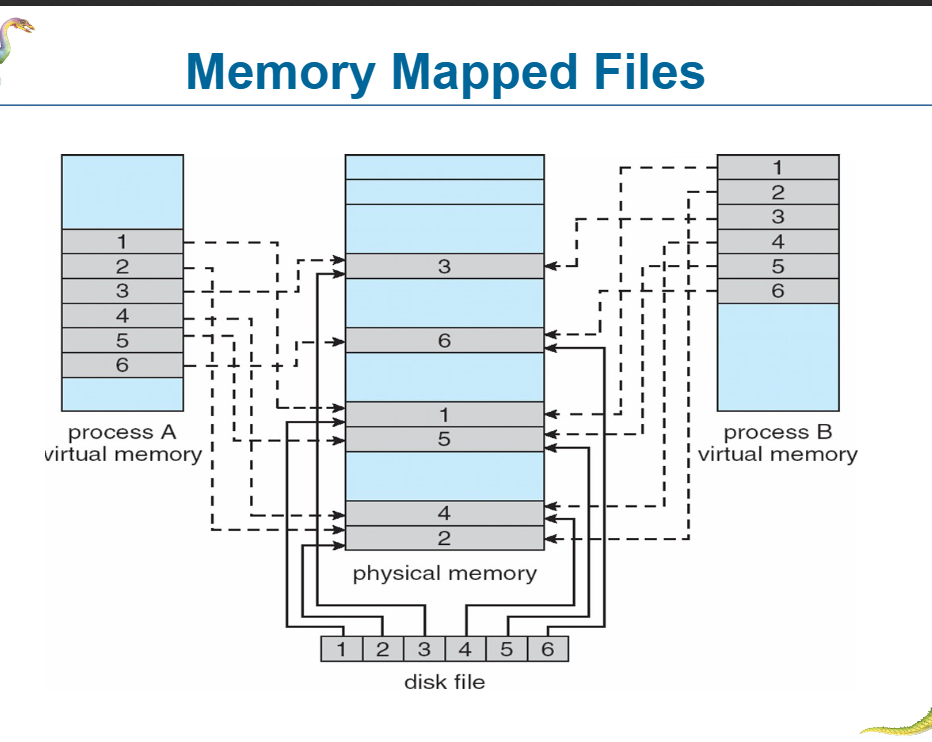 Memory Mapped Files
1
2
3
4
5
6
process A
virtual memory
3
6
1
5
4
2
physical memory
1
2
3
4
5
6
process B
virtual memory
1 2 3 4 5 6
disk file